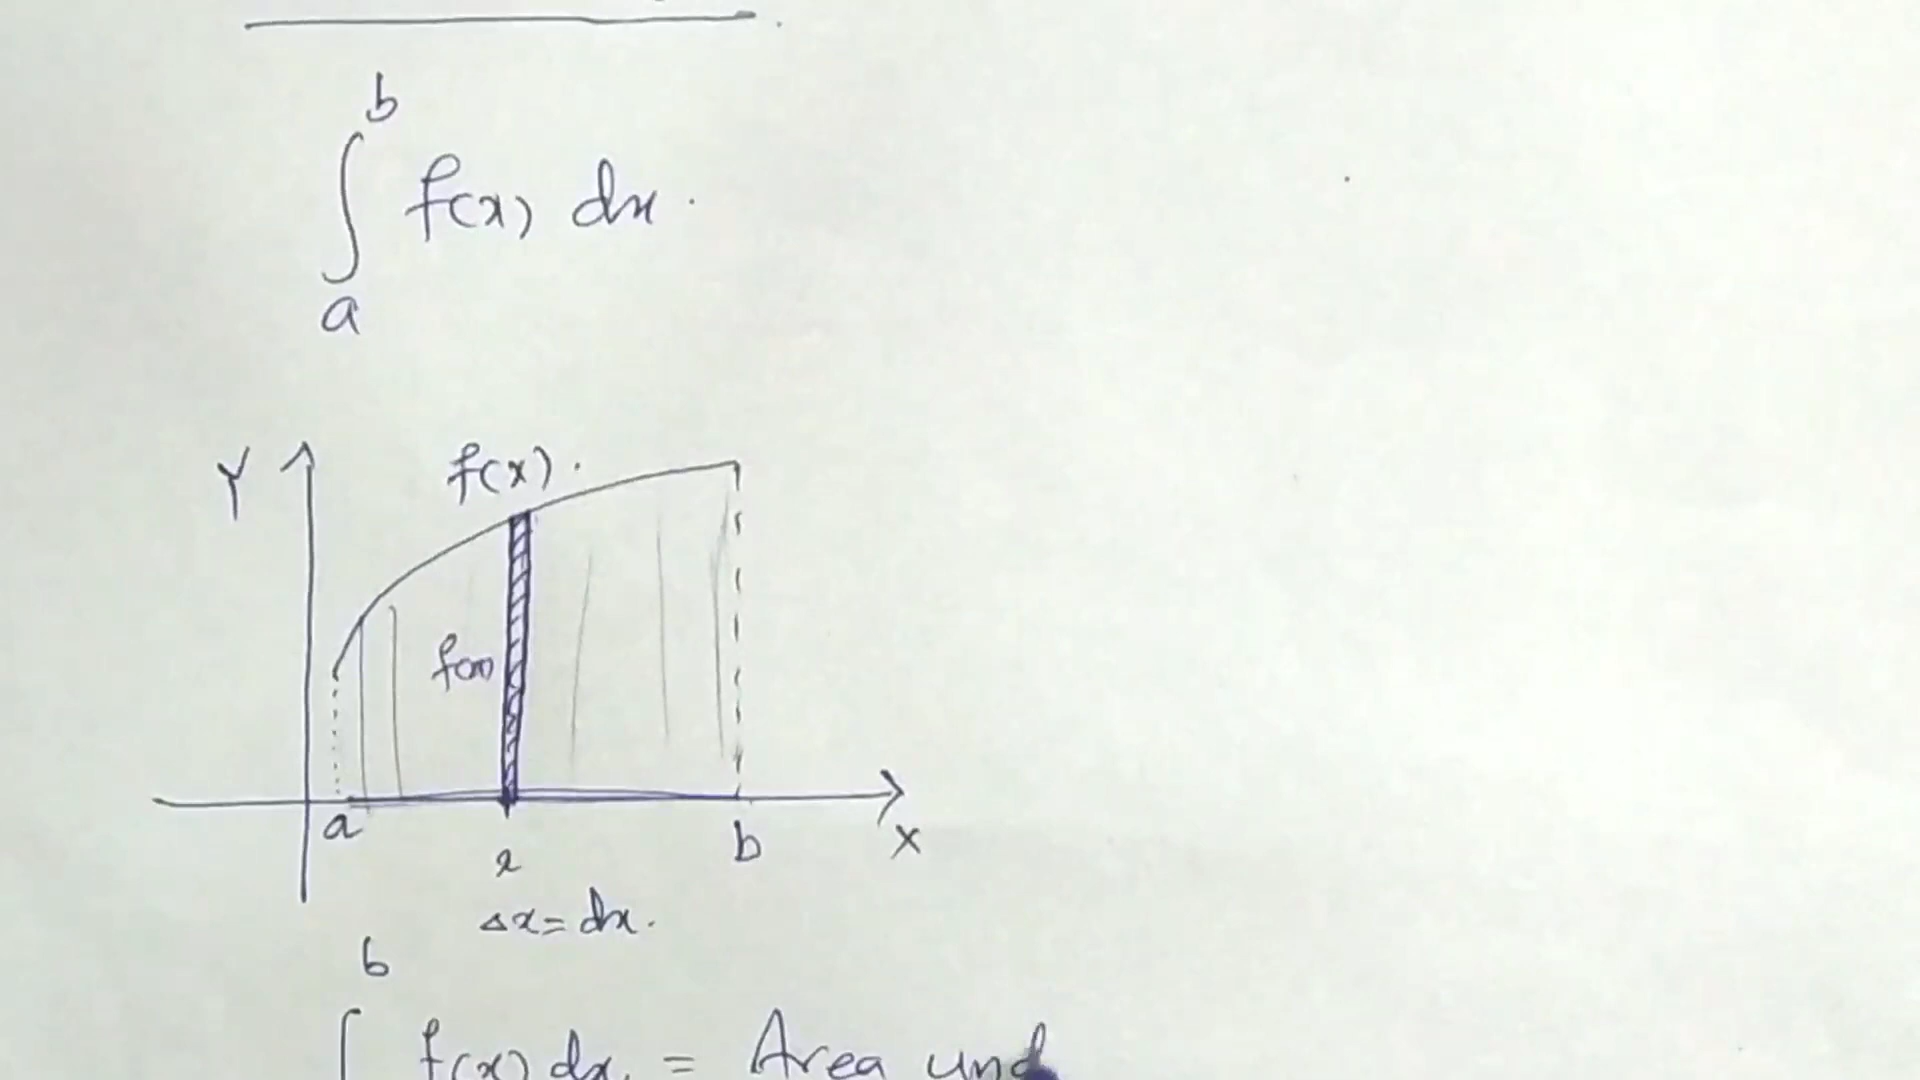 b
∫ f(x) dx.
a
Y
f(x).
f(x)
a
b
X
x
Δx = dx.
b
∫ f(x) dx. = Area und